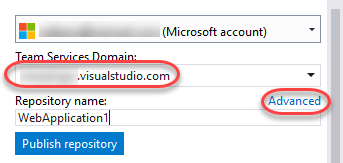 (Microsoft account)
Team Services Domain:
.visualstudio.com
Repository name:
Advanced
WebApplication1
Publish repository